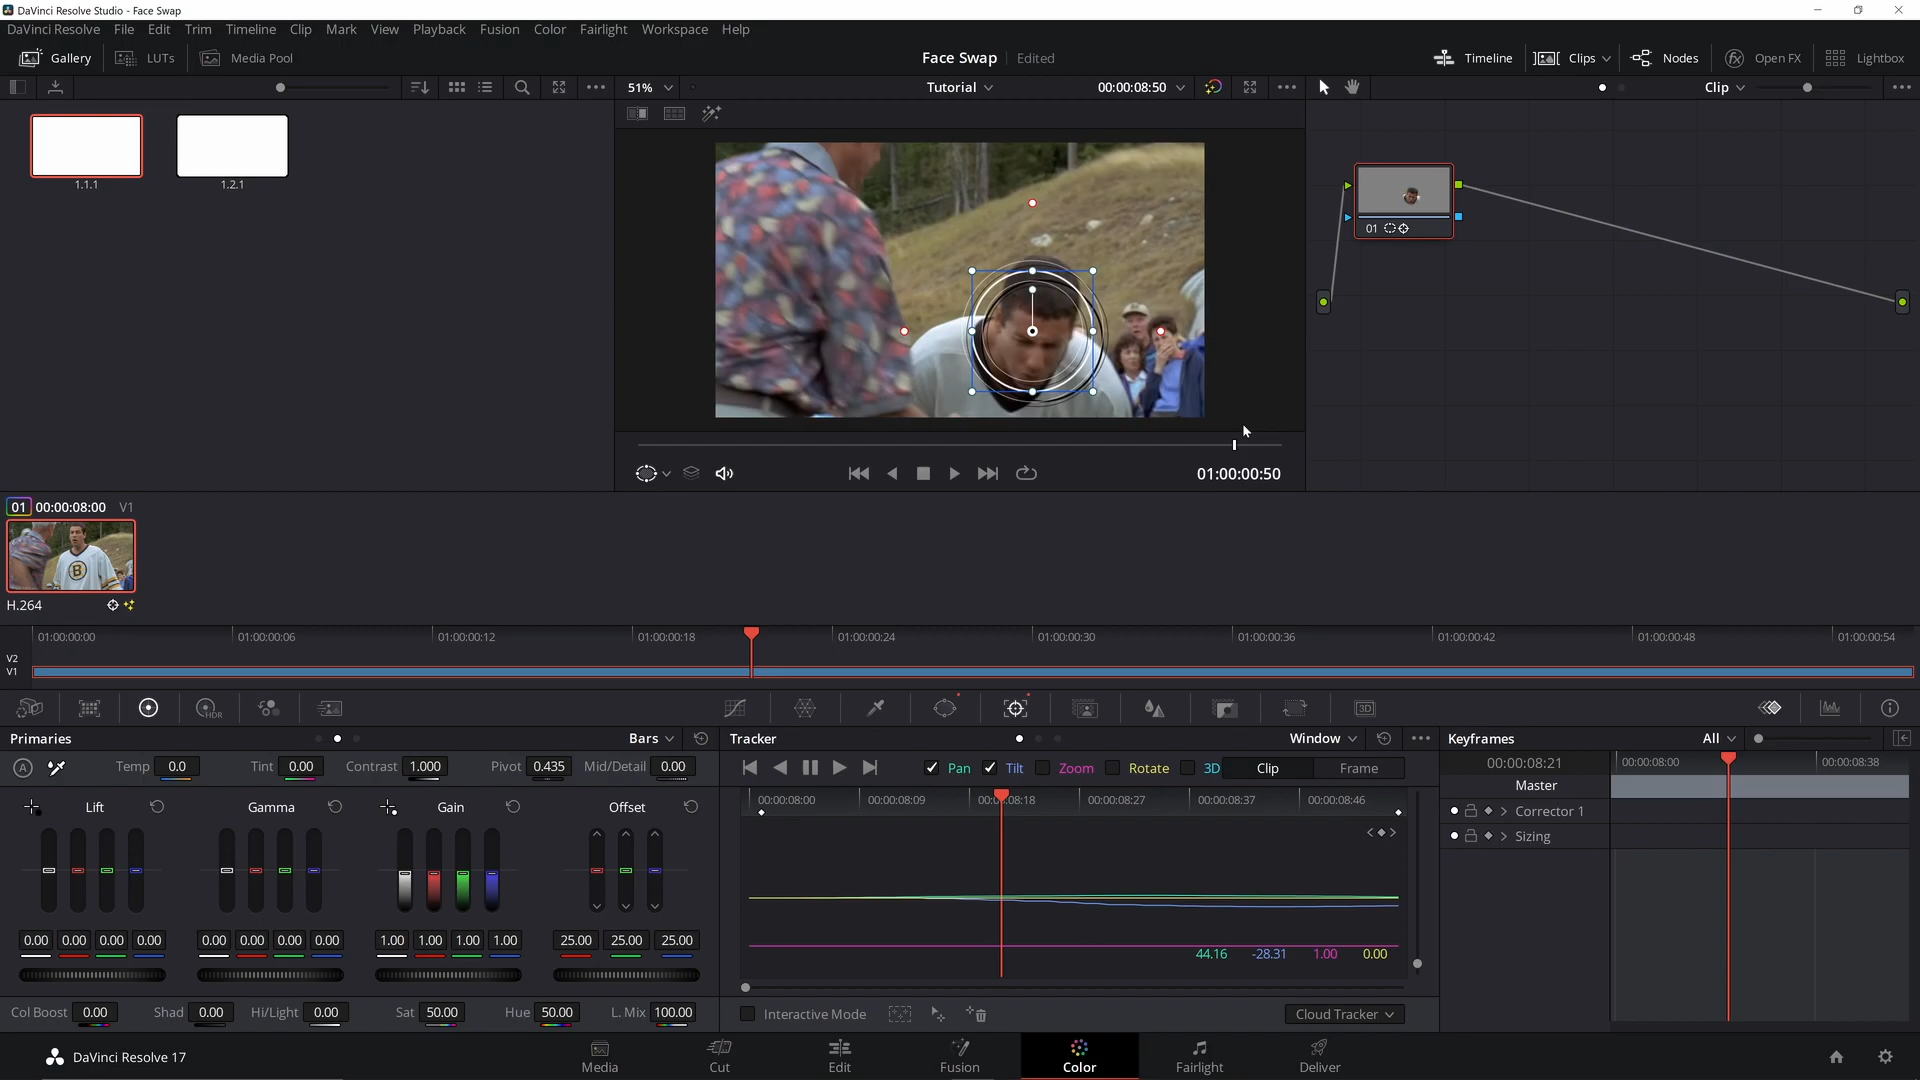 DaVinci Resolve Studio - Face Swap
DaVinci Resolve File Edit Trim Timeline Clip Mark View Playback Fusion Color Fairlight Workspace Help
Gallery LUTs Media Pool Face Swap Edited Timeline Clips Nodes Open FX Lightbox
51% Tutorial 00:00:08:50 Clip
1.1.1 1.2.1
01
01:00:00:50
01 00:00:08:00 V1
B
H.264
01:00:00:00 01:00:00:06 01:00:00:12 01:00:00:18 01:00:00:24 01:00:00:30 01:00:00:36 01:00:00:42 01:00:00:48 01:00:00:54
V2
V1
HDR 3D
Primaries Bars Tracker Window Keyframes All
A Temp 0.0 Tint 0.00 Contrast 1.000 Pivot 0.435 Mid/Detail 0.00 Pan Tilt Zoom Rotate 3D Clip Frame 00:00:08:21 00:00:08:00 00:00:08:38
Master
Lift Gamma Gain Offset 00:00:08:00 00:00:08:09 00:00:08:18 00:00:08:27 00:00:08:37 00:00:08:46 Corrector 1
Sizing
0.00 0.00 0.00 0.00 0.00 0.00 0.00 0.00 1.00 1.00 1.00 1.00 25.00 25.00 25.00
44.16 -28.31 1.00 0.00
Col Boost 0.00 Shad 0.00 Hi/Light 0.00 Sat 50.00 Hue 50.00 L. Mix 100.00 Interactive Mode Cloud Tracker
DaVinci Resolve 17 Media Cut Edit Fusion Color Fairlight Deliver